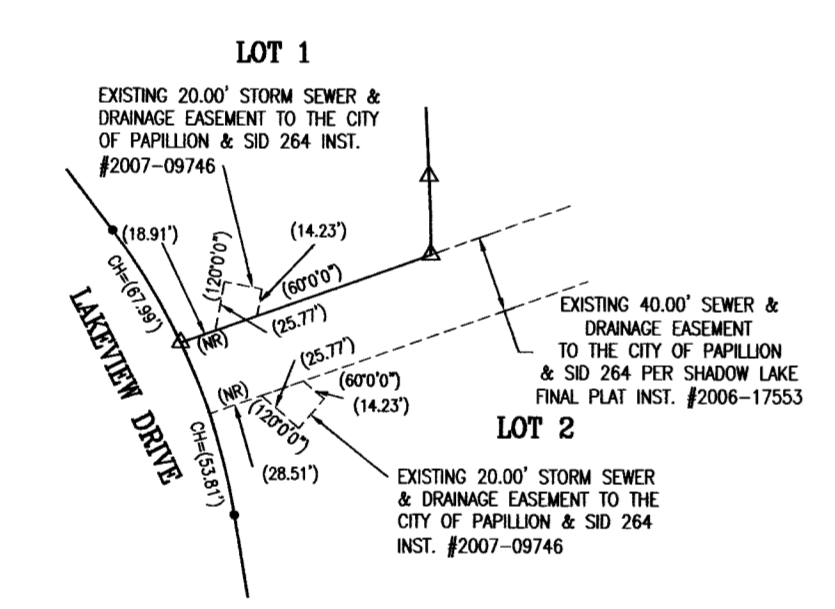 LOT 1
EXISTING 20.00' STORM SEWER &
DRAINAGE EASEMENT TO THE CITY
OF PAPILLION & SID 264 INST.
#2007-09746
(18.91')
(120°0'0")
(14.23')
(60°0'0")
CH=(67.99')
(NR)
(25.77')
LAKEVIEW DRIVE
EXISTING 40.00' SEWER &
DRAINAGE EASEMENT
TO THE CITY OF PAPILLION
& SID 264 PER SHADOW LAKE
FINAL PLAT INST. #2006-17553
(25.77')
(NR)
(60°0'0")
(120°0'0")
(14.23')
LOT 2
CH=(53.81')
(28.51')
EXISTING 20.00' STORM SEWER
& DRAINAGE EASEMENT TO THE
CITY OF PAPILLION & SID 264
INST. #2007-09746